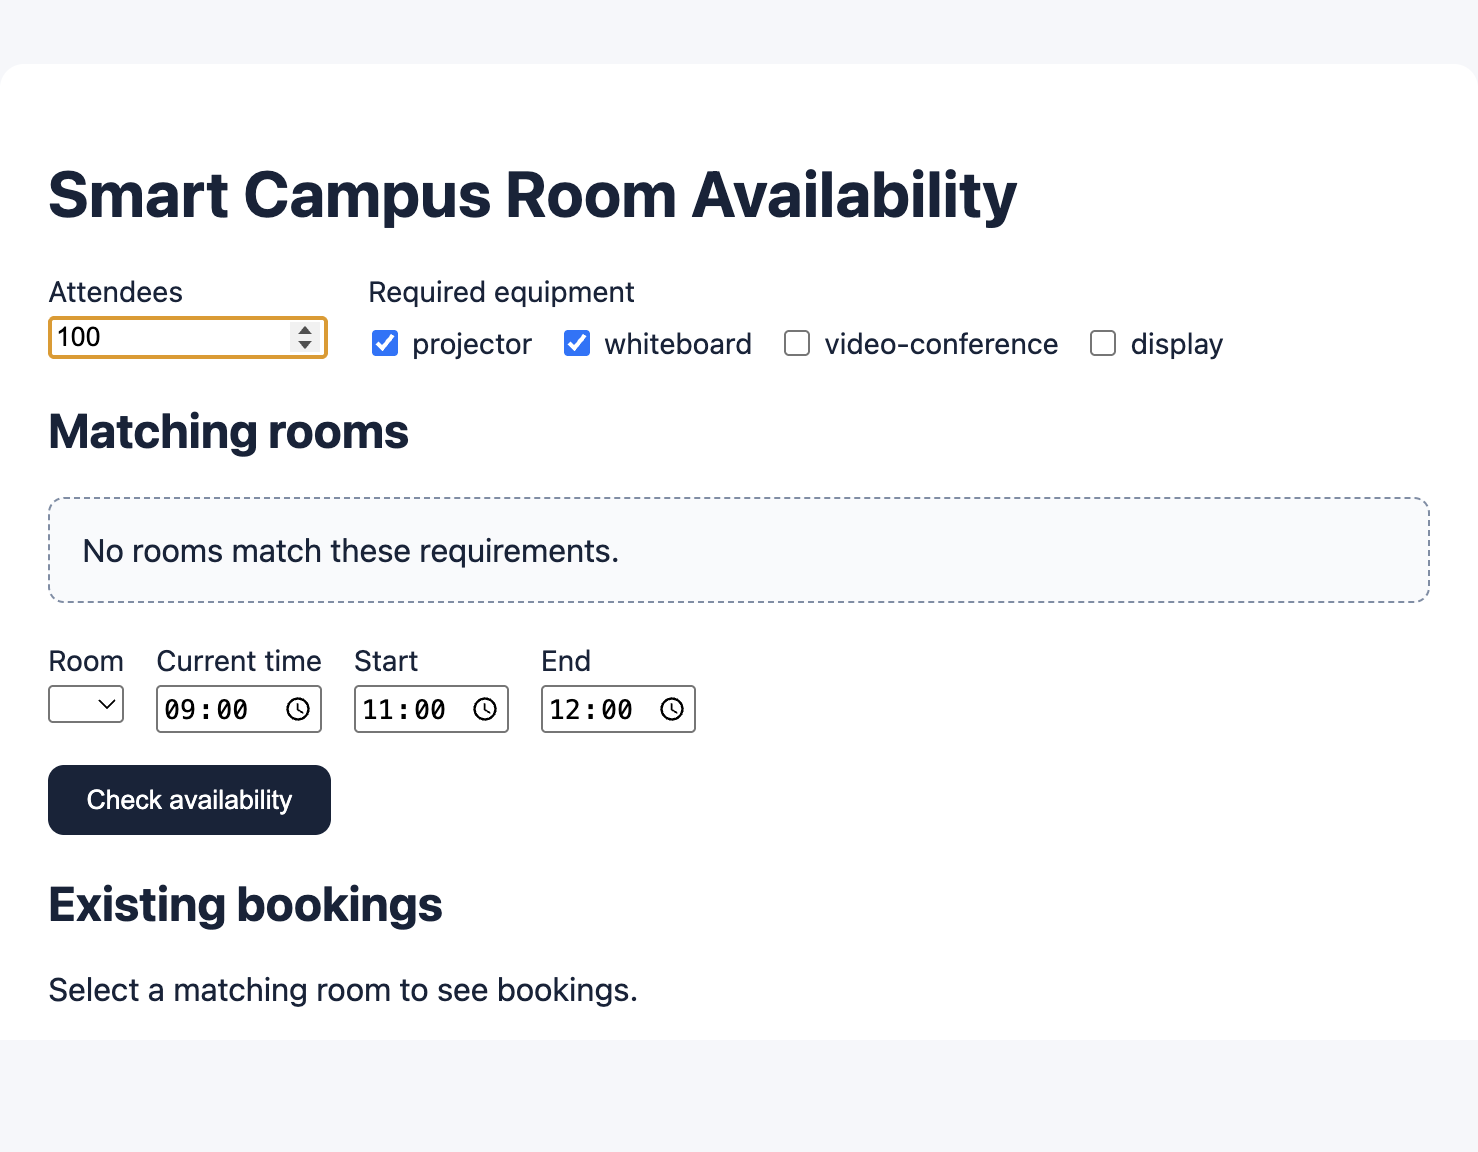 Smart Campus Room Availability
Attendees
Required equipment
100
projector
whiteboard
video-conference
display
Matching rooms
No rooms match these requirements.
Room
Current time
Start
End
09:00
11:00
12:00
Check availability
Existing bookings
Select a matching room to see bookings.